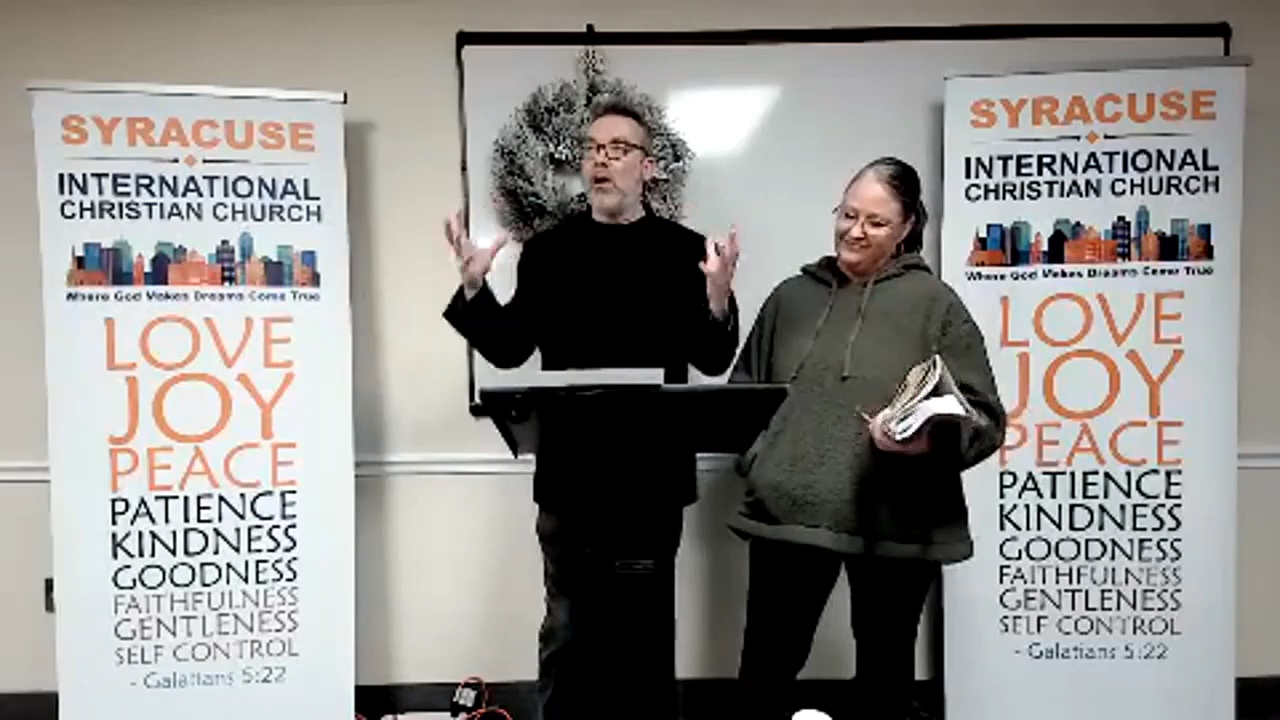 SYRACUSE
INTERNATIONAL
CHRISTIAN CHURCH
Where God Makes Dreams Come True
LOVE
JOY
PEACE
PATIENCE
KINDNESS
GOODNESS
FAITHFULNESS
GENTLENESS
SELF CONTROL
- Galatians 5:22
SYRACUSE
INTERNATIONAL
CHRISTIAN CHURCH
Where God Makes Dreams Come True
LOVE
JOY
PEACE
PATIENCE
KINDNESS
GOODNESS
FAITHFULNESS
GENTLENESS
SELF CONTROL
- Galatians 5:22